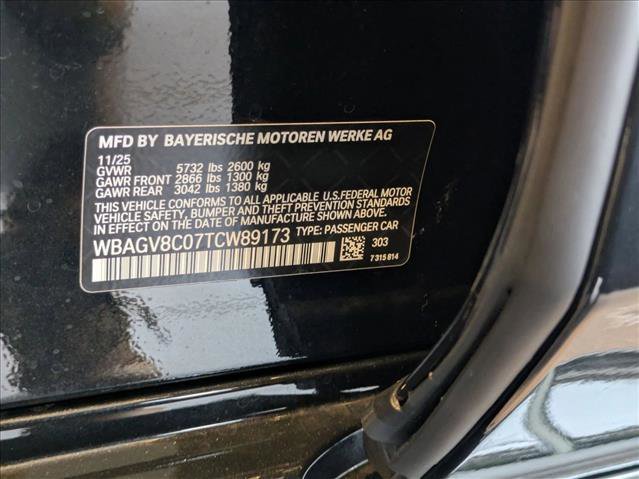 MFD BY BAYERISCHE MOTOREN WERKE AG
11/25
GVWR 5732 lbs 2600 kg
GAWR FRONT 2866 lbs 1300 kg
GAWR REAR 3042 lbs 1380 kg
THIS VEHICLE CONFORMS TO ALL APPLICABLE U.S.FEDERAL MOTOR
VEHICLE SAFETY, BUMPER AND THEFT PREVENTION STANDARDS
IN EFFECT ON THE DATE OF MANUFACTURE SHOWN ABOVE.
WBAGV8C07TCW89173 TYPE: PASSENGER CAR
303
7 315 814